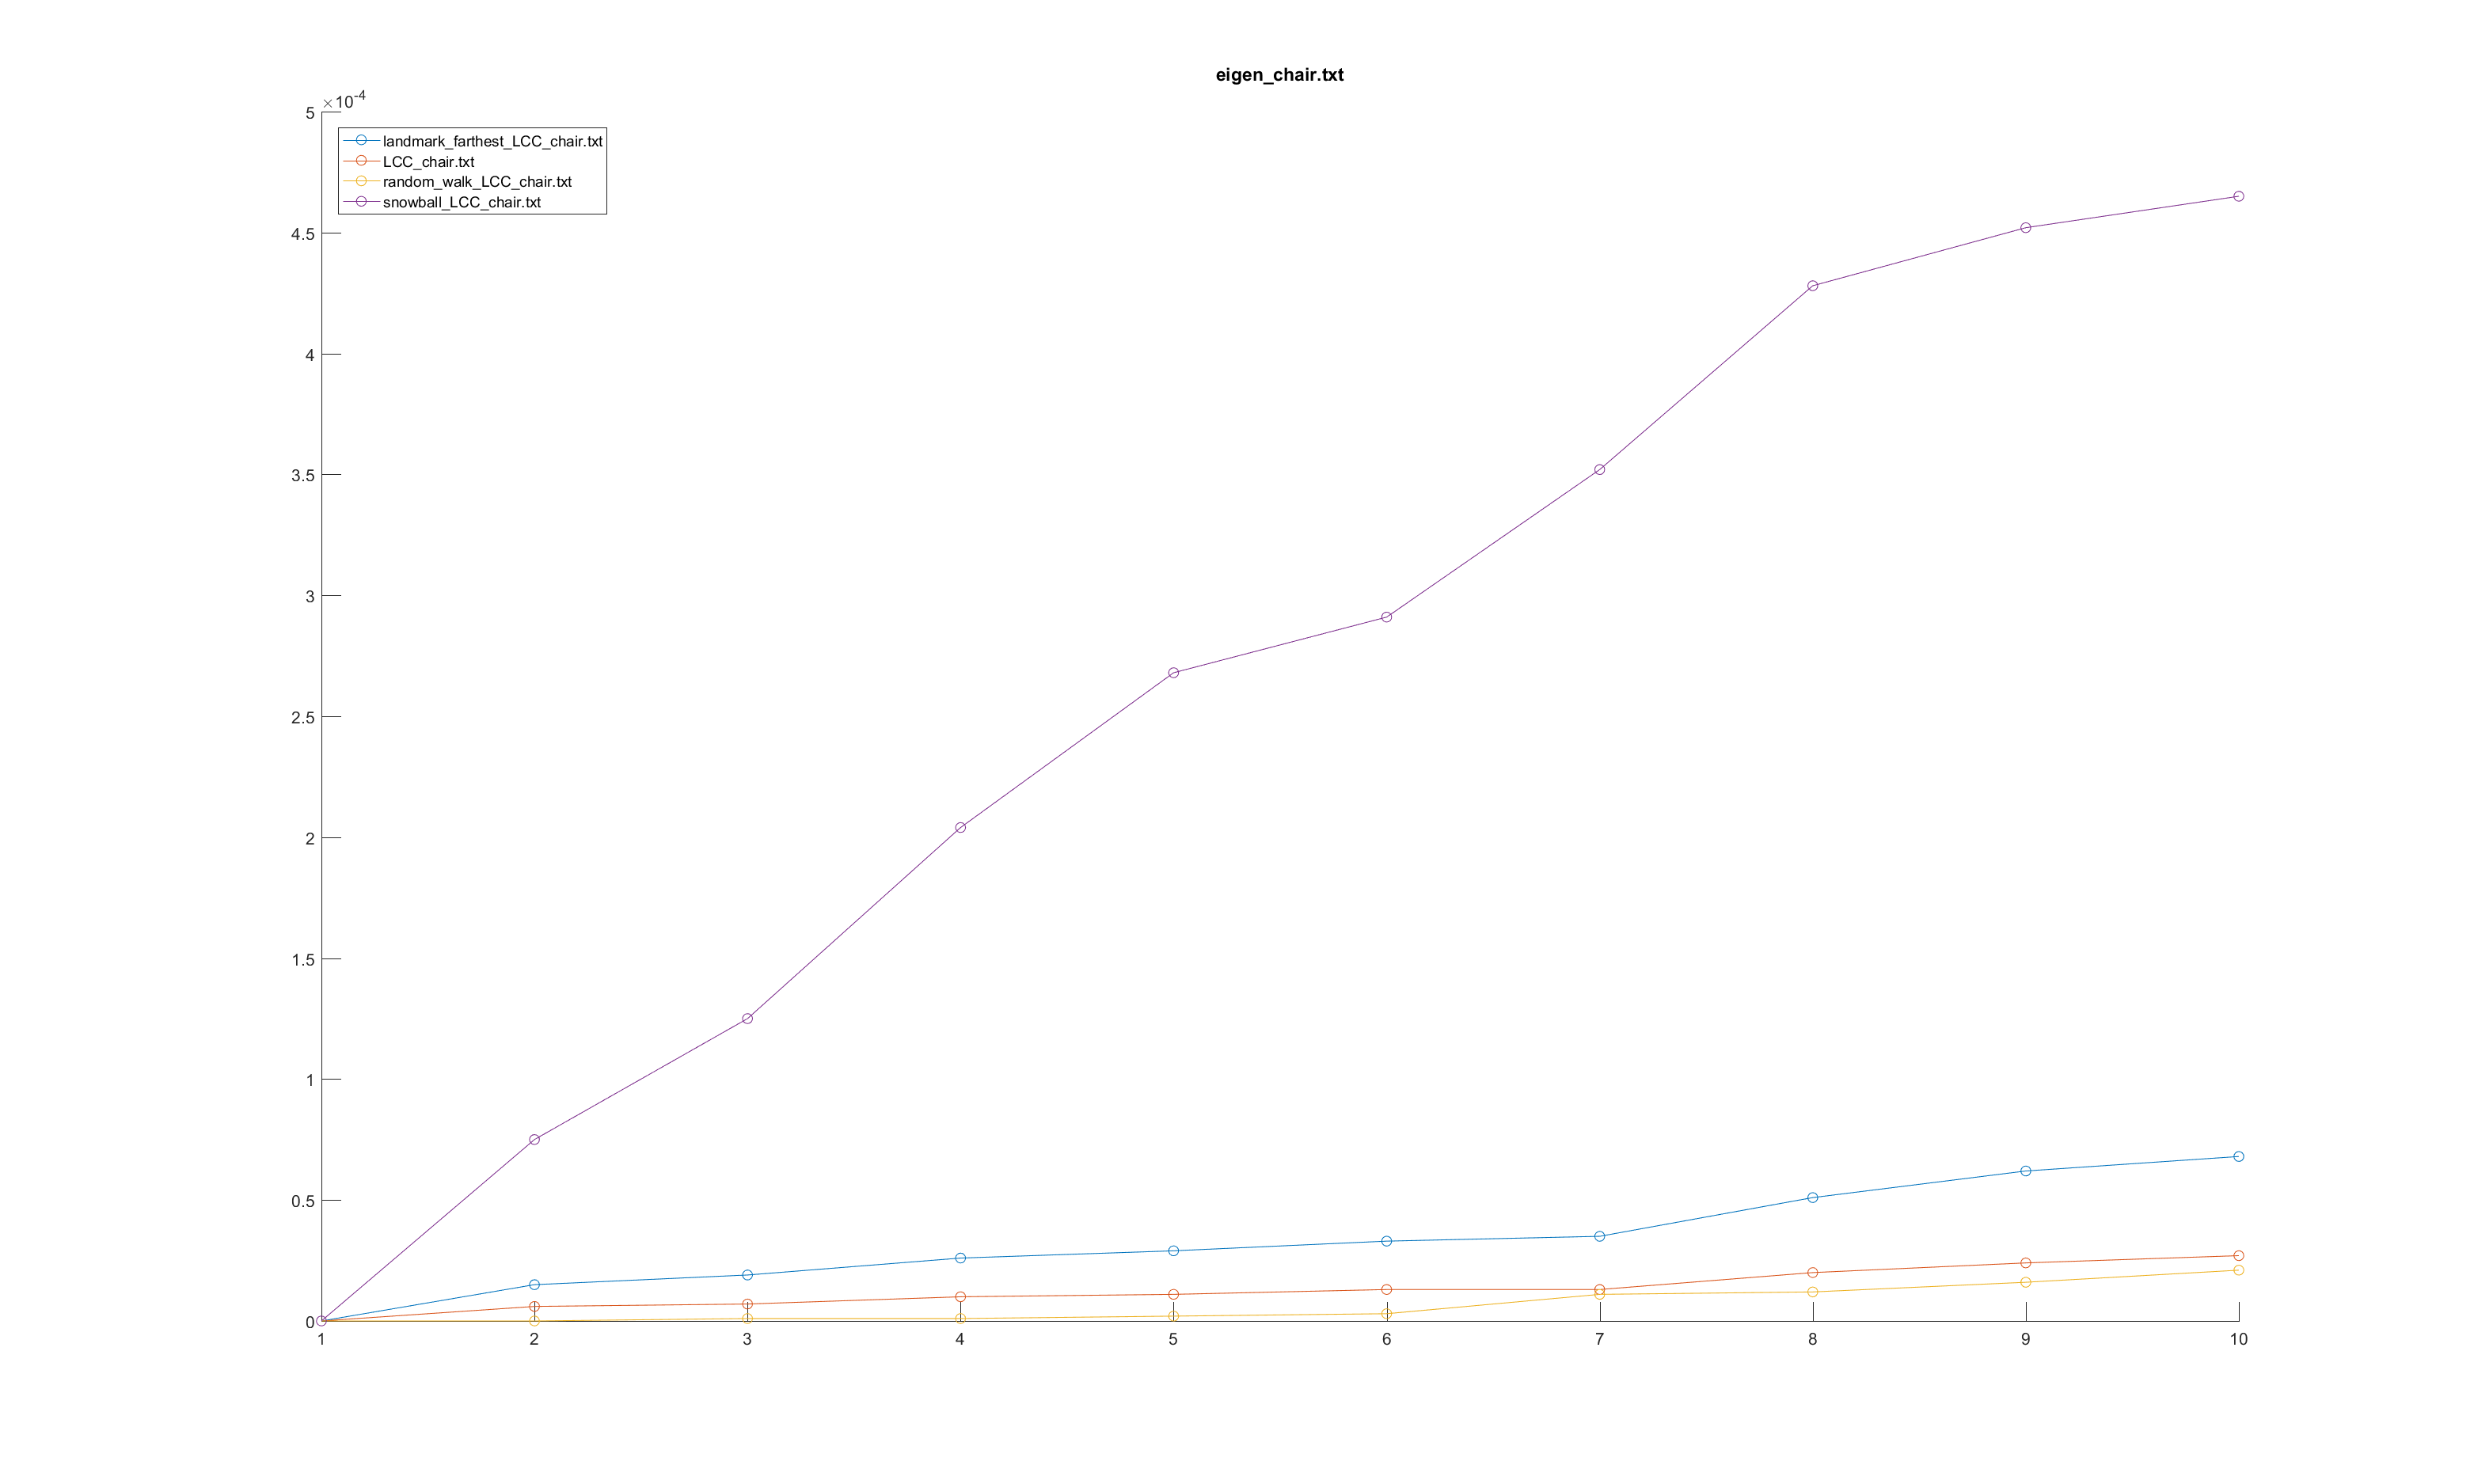 eigen_chair.txt
×10-4
landmark_farthest_LCC_chair.txt
LCC_chair.txt
random_walk_LCC_chair.txt
snowball_LCC_chair.txt
5
4.5
4
3.5
3
2.5
2
1.5
1
0.5
0
1 2 3 4 5 6 7 8 9 10